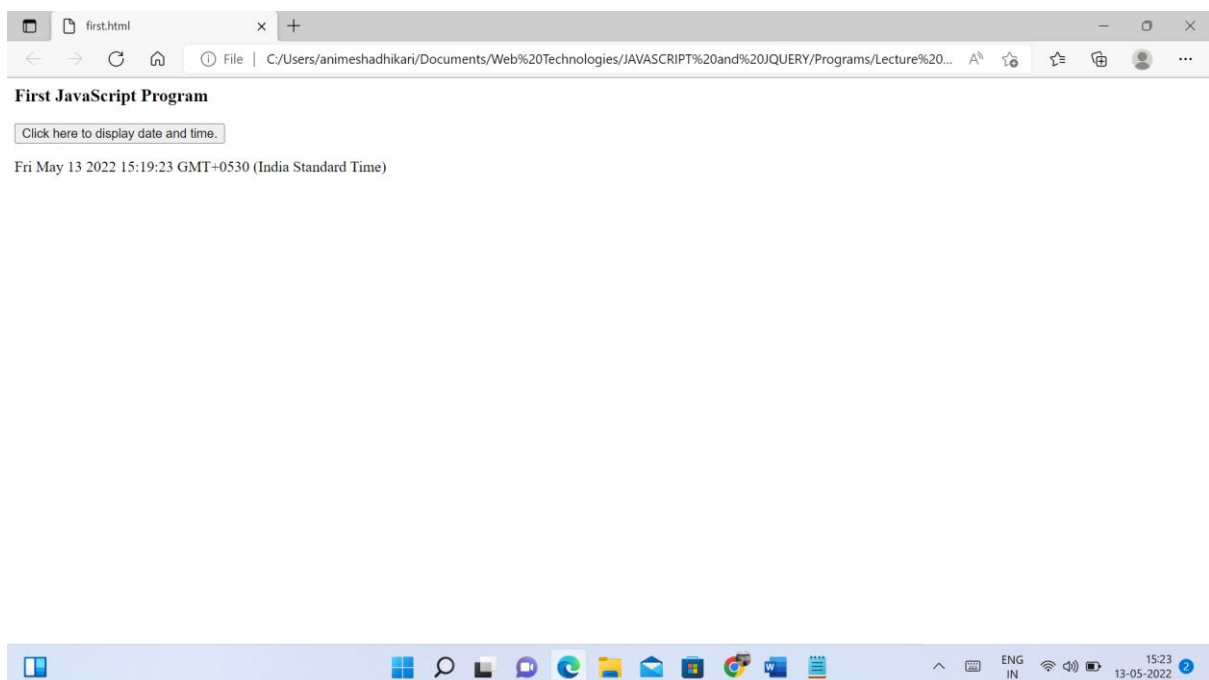 first.html
File | C:/Users/animeshadhikari/Documents/Web%20Technologies/JAVASCRIPT%20and%20JQUERY/Programs/Lecture%20...
First JavaScript Program
Click here to display date and time.
Fri May 13 2022 15:19:23 GMT+0530 (India Standard Time)
ENG 15:23
IN 13-05-2022 2